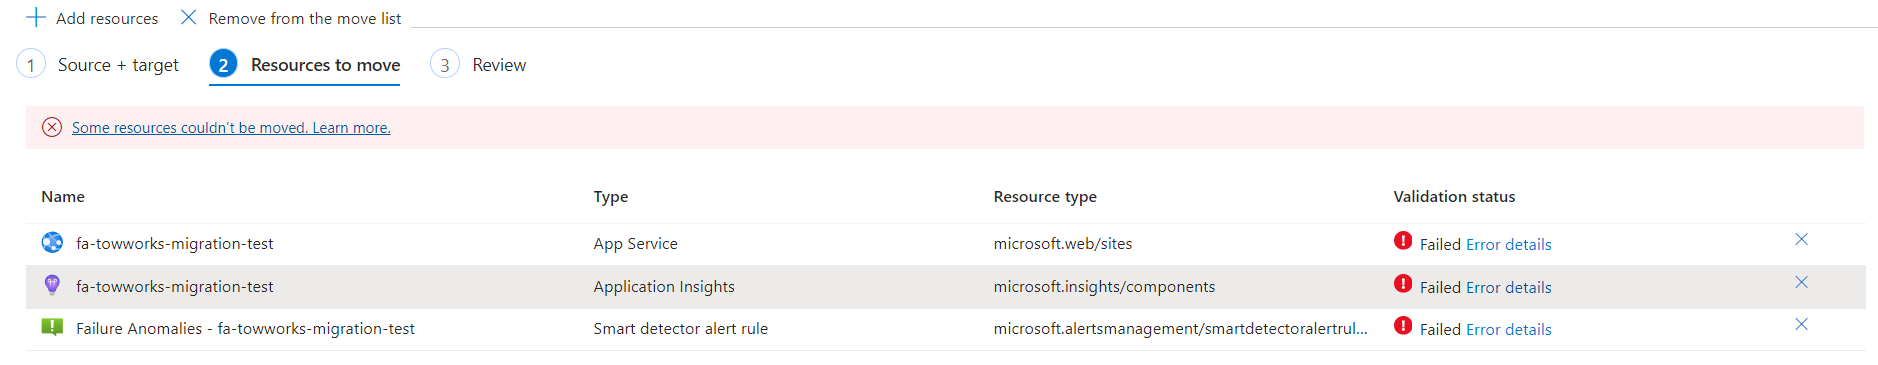 Add resources Remove from the move list
1 Source + target 2 Resources to move 3 Review
Some resources couldn't be moved. Learn more.
Name Type Resource type Validation status
fa-towworks-migration-test App Service microsoft.web/sites Failed Error details
fa-towworks-migration-test Application Insights microsoft.insights/components Failed Error details
Failure Anomalies - fa-towworks-migration-test Smart detector alert rule microsoft.alertsmanagement/smartdetectoralertrul... Failed Error details